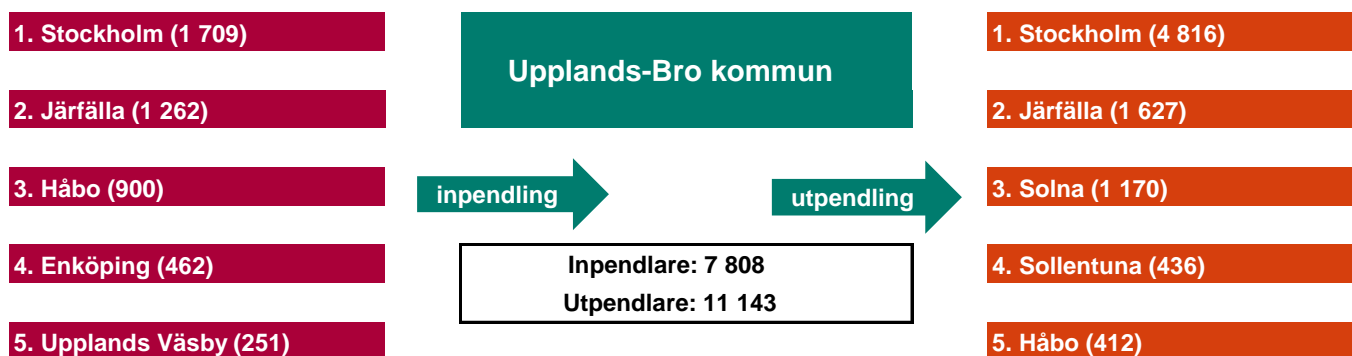 1. Stockholm (1 709)
2. Järfälla (1 262)
3. Håbo (900)
4. Enköping (462)
5. Upplands Väsby (251)
Upplands-Bro kommun
inpendling
utpendling
Inpendlare: 7 808
Utpendlare: 11 143
1. Stockholm (4 816)
2. Järfälla (1 627)
3. Solna (1 170)
4. Sollentuna (436)
5. Håbo (412)